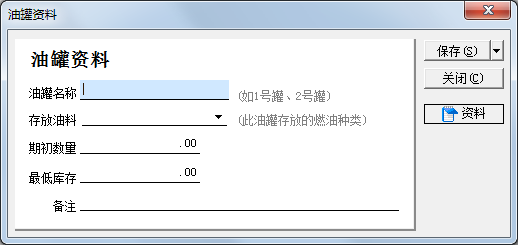 油罐资料
油罐资料
油罐名称 (如1号罐、2号罐)
存放油料 (此油罐存放的燃油种类)
期初数量 .00
最低库存 .00
备注
保存(S)
关闭(C)
资料